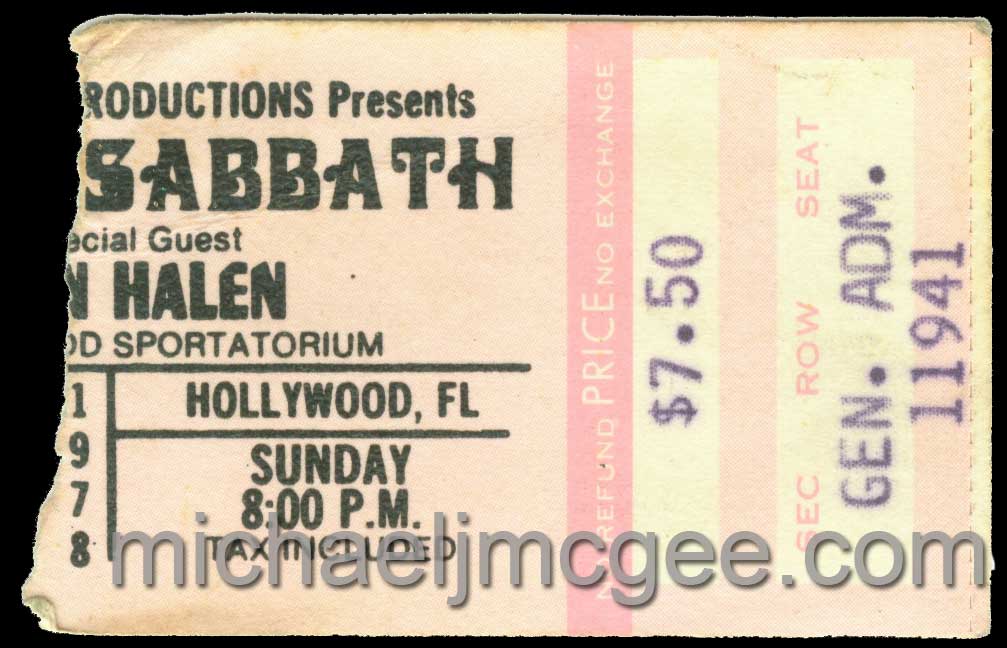 RODUCTIONS Presents
SABBATH
ecial Guest
N HALEN
OD SPORTATORIUM
1
9
7
8
HOLLYWOOD, FL
SUNDAY
8:00 P.M.
TAX INCLUDED
NO REFUND PRICE NO EXCHANGE
$7.50
SEC ROW SEAT
GEN. ADM.
11941
michaeljmcgee.com